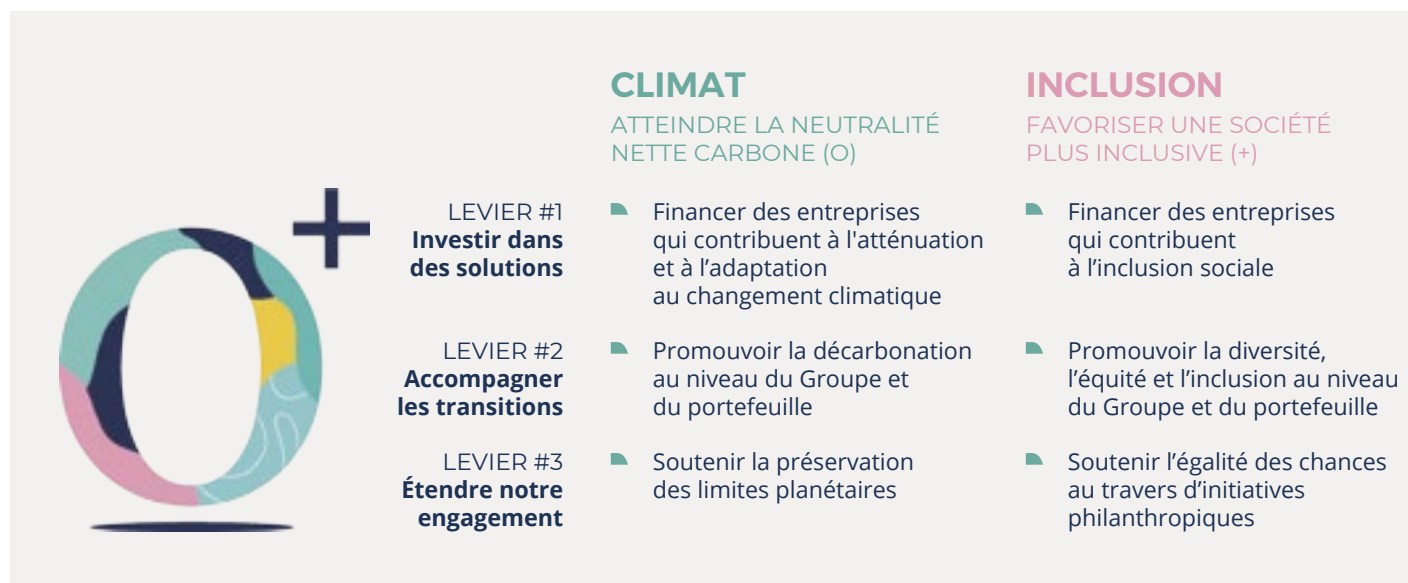 O+
CLIMAT
ATTEINDRE LA NEUTRALITÉ
NETTE CARBONE (O)
INCLUSION
FAVORISER UNE SOCIÉTÉ
PLUS INCLUSIVE (+)
LEVIER #1
Investir dans
des solutions
Financer des entreprises
qui contribuent à l'atténuation
et à l’adaptation
au changement climatique
Financer des entreprises
qui contribuent
à l’inclusion sociale
LEVIER #2
Accompagner
les transitions
Promouvoir la décarbonation
au niveau du Groupe et
du portefeuille
Promouvoir la diversité,
l’équité et l’inclusion au niveau
du Groupe et du portefeuille
LEVIER #3
Étendre notre
engagement
Soutenir la préservation
des limites planétaires
Soutenir l’égalité des chances
au travers d’initiatives
philanthropiques